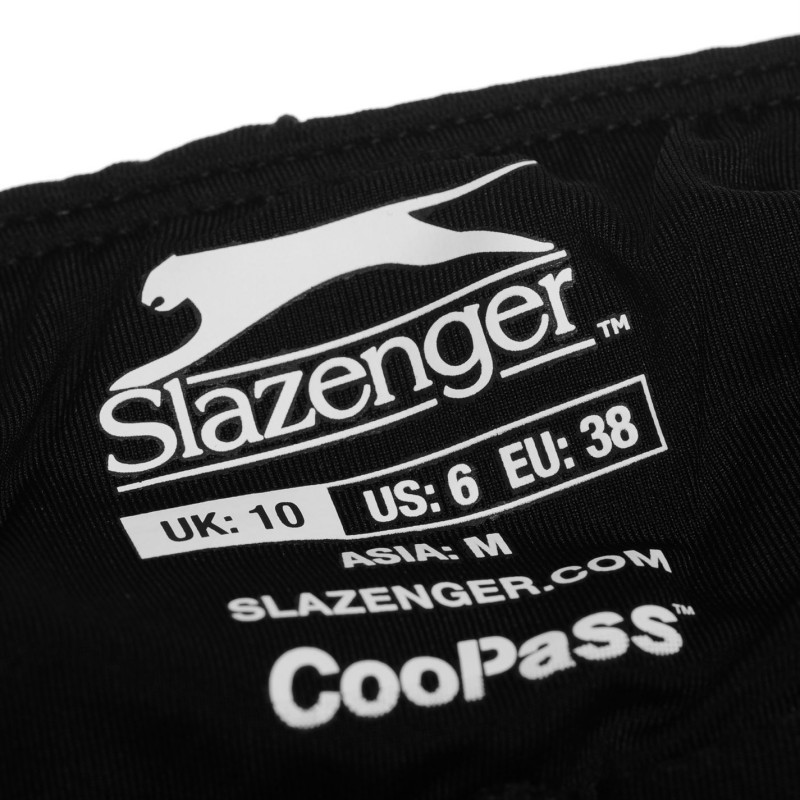 Slazenger™
UK: 10 US: 6 EU: 38
ASIA: M
SLAZENGER.COM
CooPaSS™